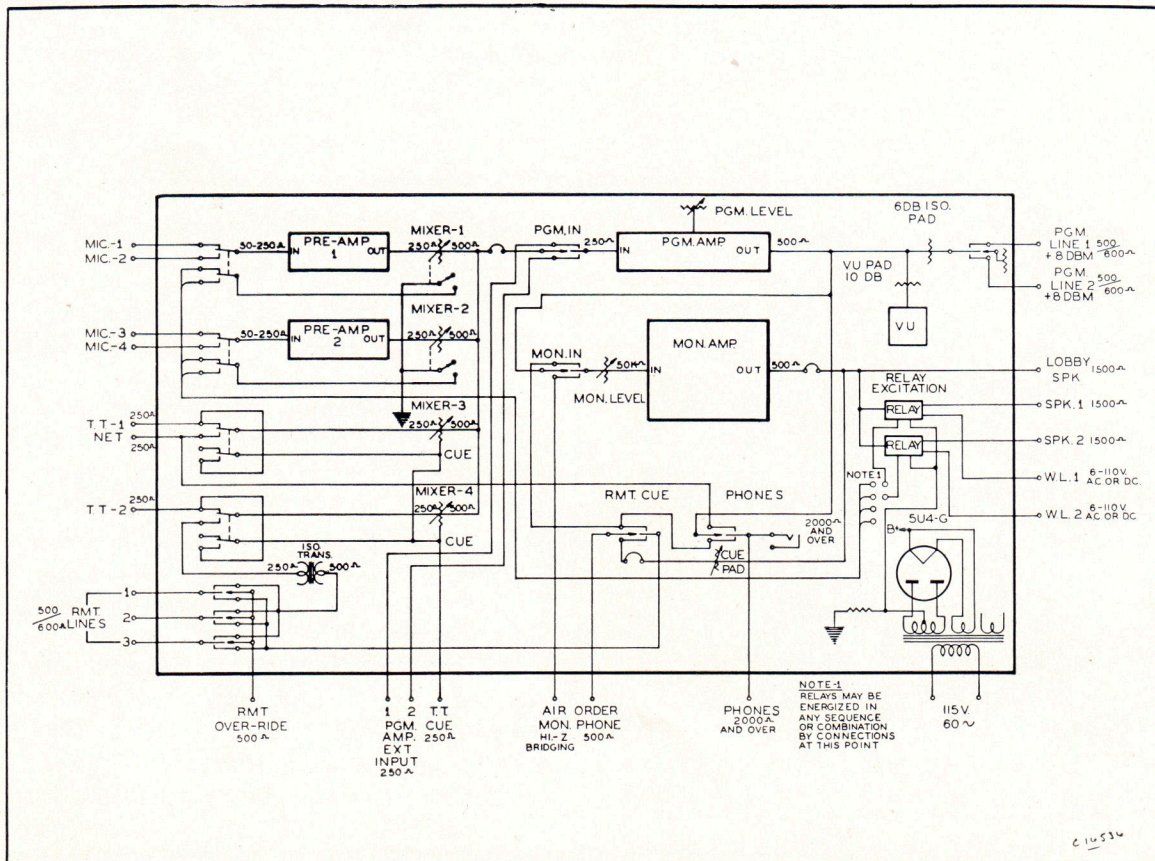 6DB ISO.
PAD
PGM. LEVEL
MIC.-1
MIC.-2
50-250Ω
PRE-AMP
1
IN
OUT
MIXER-1
250Ω
500Ω
PGM.IN
250Ω
IN
PGM.AMP.
OUT
500Ω
VU PAD
10 DB
VU
PGM.
LINE 1 500/600Ω
+8 DBM
PGM.
LINE 2 500/600Ω
+8DBM
MIC.-3
MIC.-4
50-250Ω
PRE-AMP
2
IN
OUT
MIXER-2
250Ω
500Ω
MON.IN
50K
MON.LEVEL
IN
MON.AMP.
OUT
500Ω
LOBBY
SPK 1500Ω
RELAY
EXCITATION
RELAY
SPK.1 1500Ω
RELAY
SPK.2 1500Ω
250Ω
T.T-1
NET
250Ω
MIXER-3
250Ω
500Ω
CUE
NOTE 1
W.L.1 6-110V. AC OR DC.
W.L.2 6-110V. AC OR DC
250Ω
T.T-2
MIXER-4
250Ω
500Ω
CUE
RMT. CUE
PHONES
2000Ω
AND
OVER
CUE
PAD
5U4-G
B+
ISO.
TRANS.
250Ω
500Ω
500/600Ω
RMT.
LINES
1
2
3
RMT
OVER-RIDE
500Ω
1
2
PGM.
AMP.
EXT
INPUT
250Ω
T.T.
CUE
250Ω
AIR
MON.
HI.-Z
BRIDGING
ORDER
PHONE
500Ω
PHONES
2000Ω
AND OVER
NOTE-1
RELAYS MAY BE
ENERGIZED IN
ANY SEQUENCE
OR COMBINATION
BY CONNECTIONS
AT THIS POINT
115V.
60~
C 10534